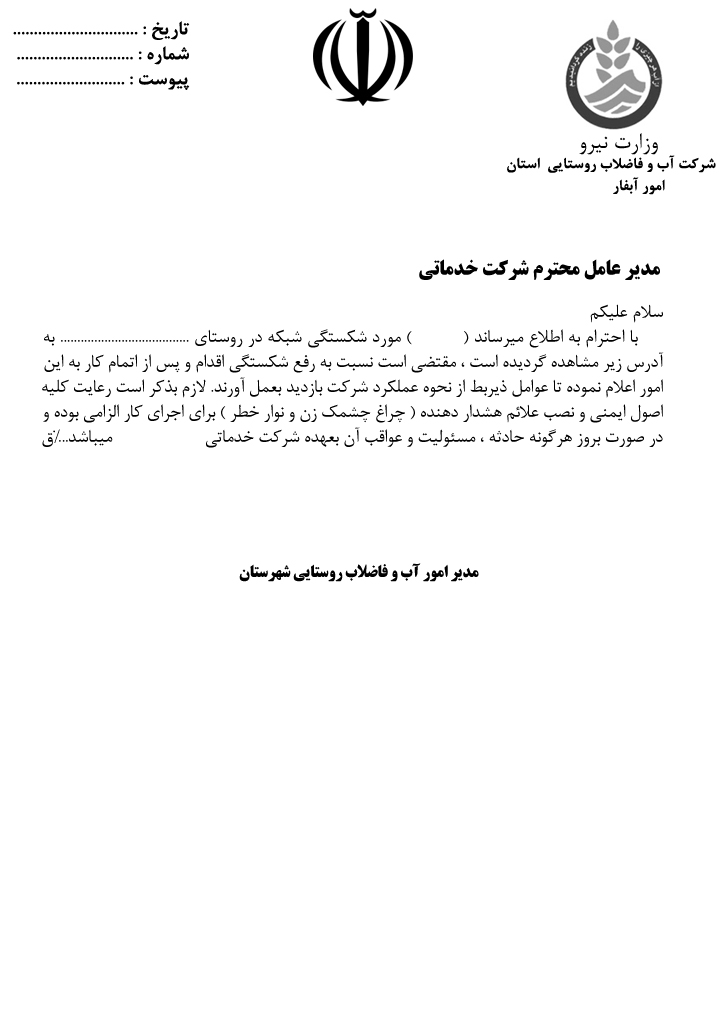 تاریخ : ..............................
شماره : ............................
پیوست : ..........................
وزارت نیرو
شرکت آب و فاضلاب روستایی استان
امور آبفار
مدیر عامل محترم شرکت خدماتی
سلام علیکم
با احترام به اطلاع میرساند ( ) مورد شکستگی شبکه در روستای ...................................... به
آدرس زیر مشاهده گردیده است ، مقتضی است نسبت به رفع شکستگی اقدام و پس از اتمام کار به این
امور اعلام نموده تا عوامل ذیربط از نحوه عملکرد شرکت بازدید بعمل آورند. لازم بذکر است رعایت کلیه
اصول ایمنی و نصب علائم هشدار دهنده ( چراغ چشمک زن و نوار خطر ) برای اجرای کار الزامی بوده و
در صورت بروز هرگونه حادثه ، مسئولیت و عواقب آن بعهده شرکت خدماتی میباشد.../ق
مدیر امور آب و فاضلاب روستایی شهرستان